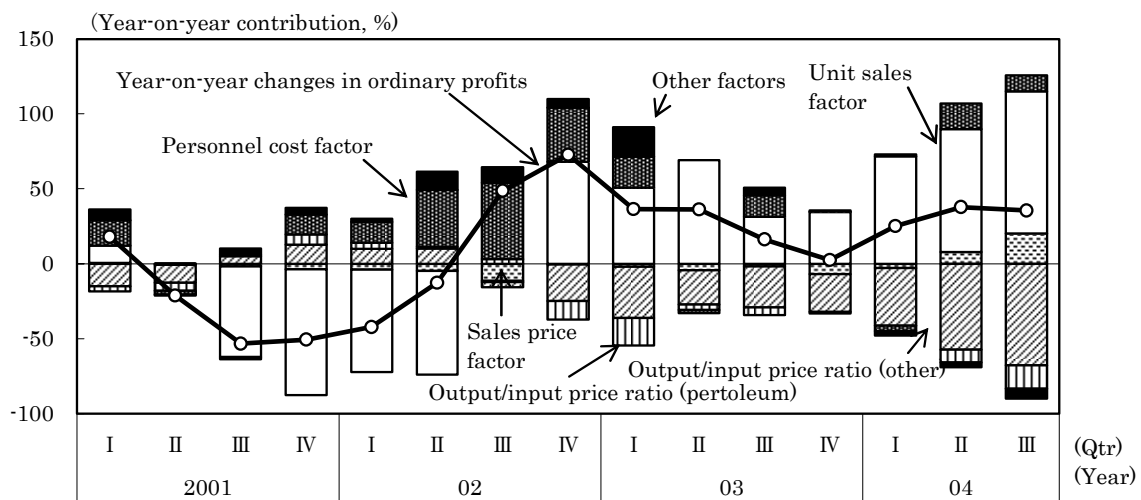 (Year-on-year contribution, %)
150
100
50
0
-50
-100
Year-on-year changes in ordinary profits
Personnel cost factor
Other factors
Unit sales
factor
Sales price
factor
Output/input price ratio (other)
Output/input price ratio (pertoleum)
Ⅰ Ⅱ Ⅲ Ⅳ Ⅰ Ⅱ Ⅲ Ⅳ Ⅰ Ⅱ Ⅲ Ⅳ Ⅰ Ⅱ Ⅲ (Qtr)
2001 02 03 04 (Year)